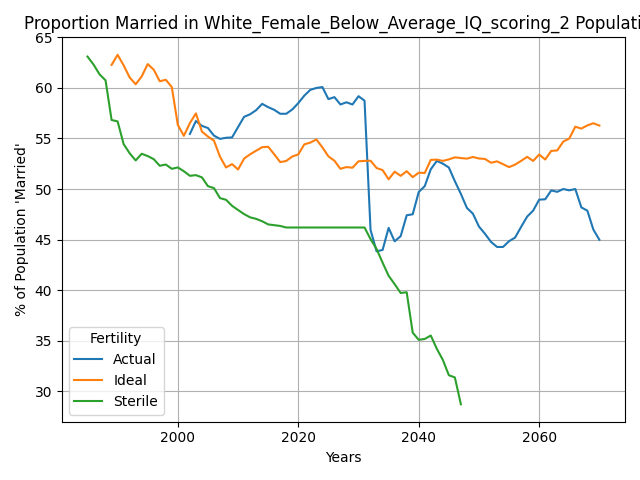 Proportion Married in White_Female_Below_Average_IQ_scoring_2 Populati
65
60
55
50
45
40
35
30
% of Population 'Married'
Fertility
Actual
Ideal
Sterile
2000 2020 2040 2060
Years